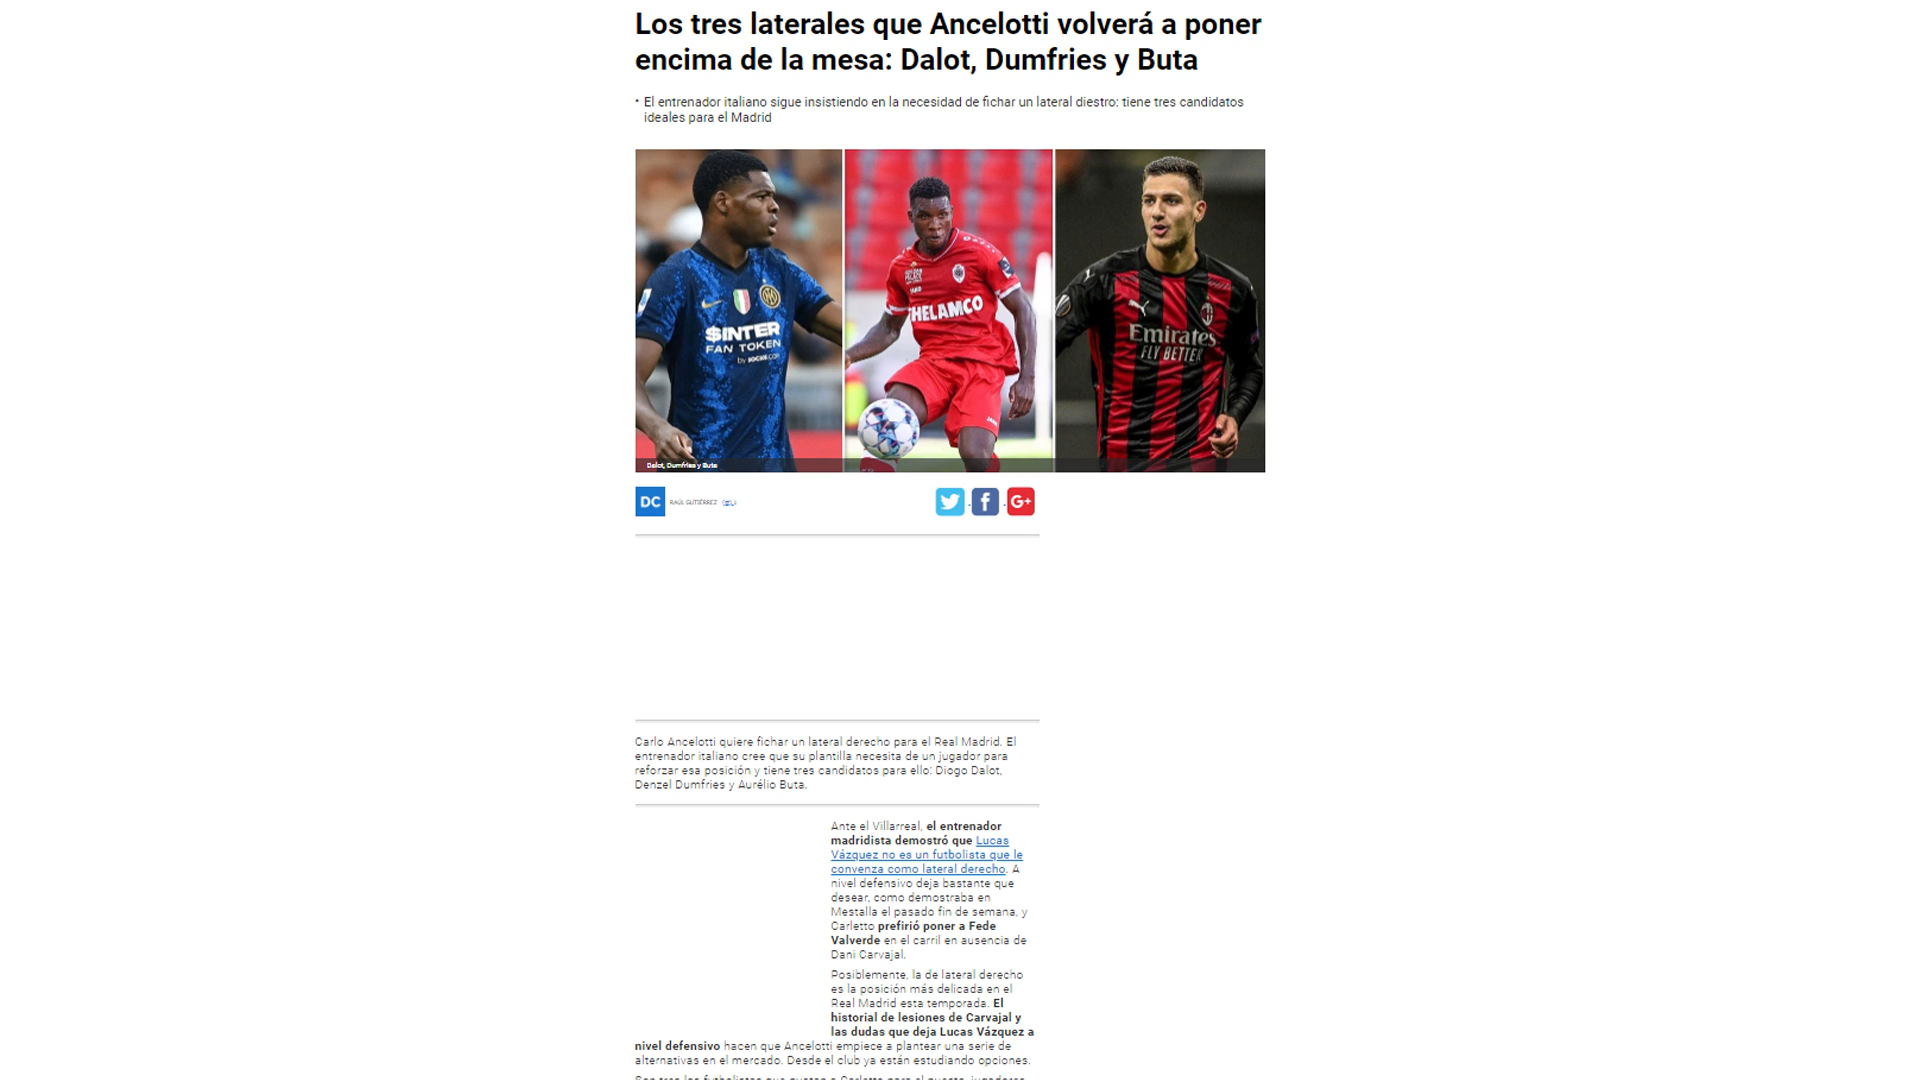 Los tres laterales que Ancelotti volverá a poner
encima de la mesa: Dalot, Dumfries y Buta
El entrenador italiano sigue insistiendo en la necesidad de fichar un lateral diestro: tiene tres candidatos
ideales para el Madrid
$INTER
FAN TOKEN
by socios.com
THELAMCO
Emirates
FLY BETTER
Dalot, Dumfries y Buta
DC
RAÚL GUTIÉRREZ
G+
Carlo Ancelotti quiere fichar un lateral derecho para el Real Madrid. El
entrenador italiano cree que su plantilla necesita de un jugador para
reforzar esa posición y tiene tres candidatos para ello: Diogo Dalot,
Denzel Dumfries y Aurélio Buta.
Ante el Villarreal, el entrenador
madridista demostró que Lucas
Vázquez no es un futbolista que le
convenza como lateral derecho. A
nivel defensivo deja bastante que
desear, como demostraba en
Mestalla el pasado fin de semana, y
Carletto prefirió poner a Fede
Valverde en el carril en ausencia de
Dani Carvajal.
Posiblemente, la de lateral derecho
es la posición más delicada en el
Real Madrid esta temporada. El
historial de lesiones de Carvajal y
las dudas que deja Lucas Vázquez a
nivel defensivo hacen que Ancelotti empiece a plantear una serie de
alternativas en el mercado. Desde el club ya están estudiando opciones.